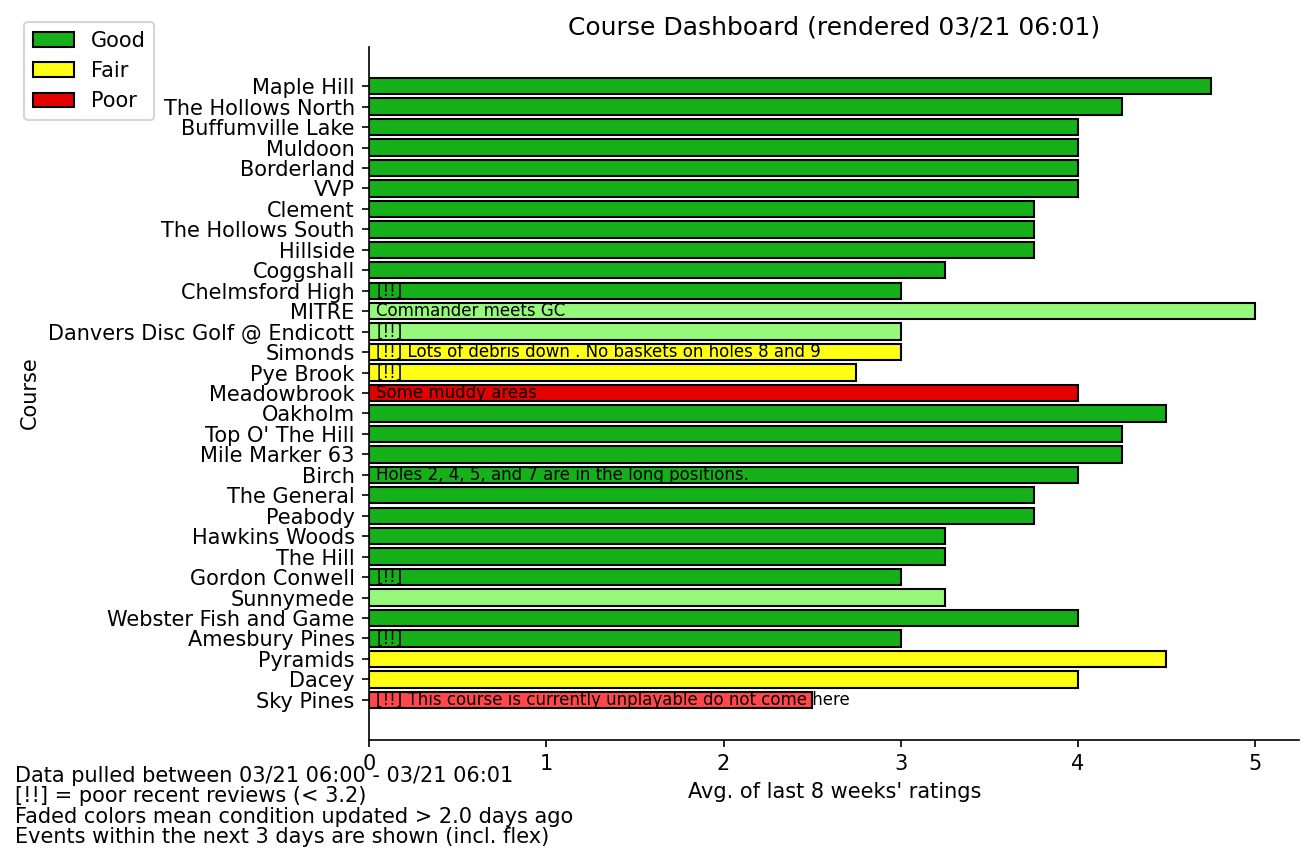 Course Dashboard (rendered 03/21 06:01)
Good
Fair
Poor
Course
Maple Hill
The Hollows North
Buffumville Lake
Muldoon
Borderland
VVP
Clement
The Hollows South
Hillside
Coggshall
Chelmsford High [!!]
MITRE Commander meets GC
Danvers Disc Golf @ Endicott [!!]
Simonds [!!] Lots of debris down . No baskets on holes 8 and 9
Pye Brook [!!]
Meadowbrook Some muddy areas
Oakholm
Top O' The Hill
Mile Marker 63
Birch Holes 2, 4, 5, and 7 are in the long positions.
The General
Peabody
Hawkins Woods
The Hill
Gordon Conwell [!!]
Sunnymede
Webster Fish and Game
Amesbury Pines [!!]
Pyramids
Dacey
Sky Pines [!!] This course is currently unplayable do not come here
0 1 2 3 4 5
Avg. of last 8 weeks' ratings
Data pulled between 03/21 06:00 - 03/21 06:01
[!!] = poor recent reviews (< 3.2)
Faded colors mean condition updated > 2.0 days ago
Events within the next 3 days are shown (incl. flex)